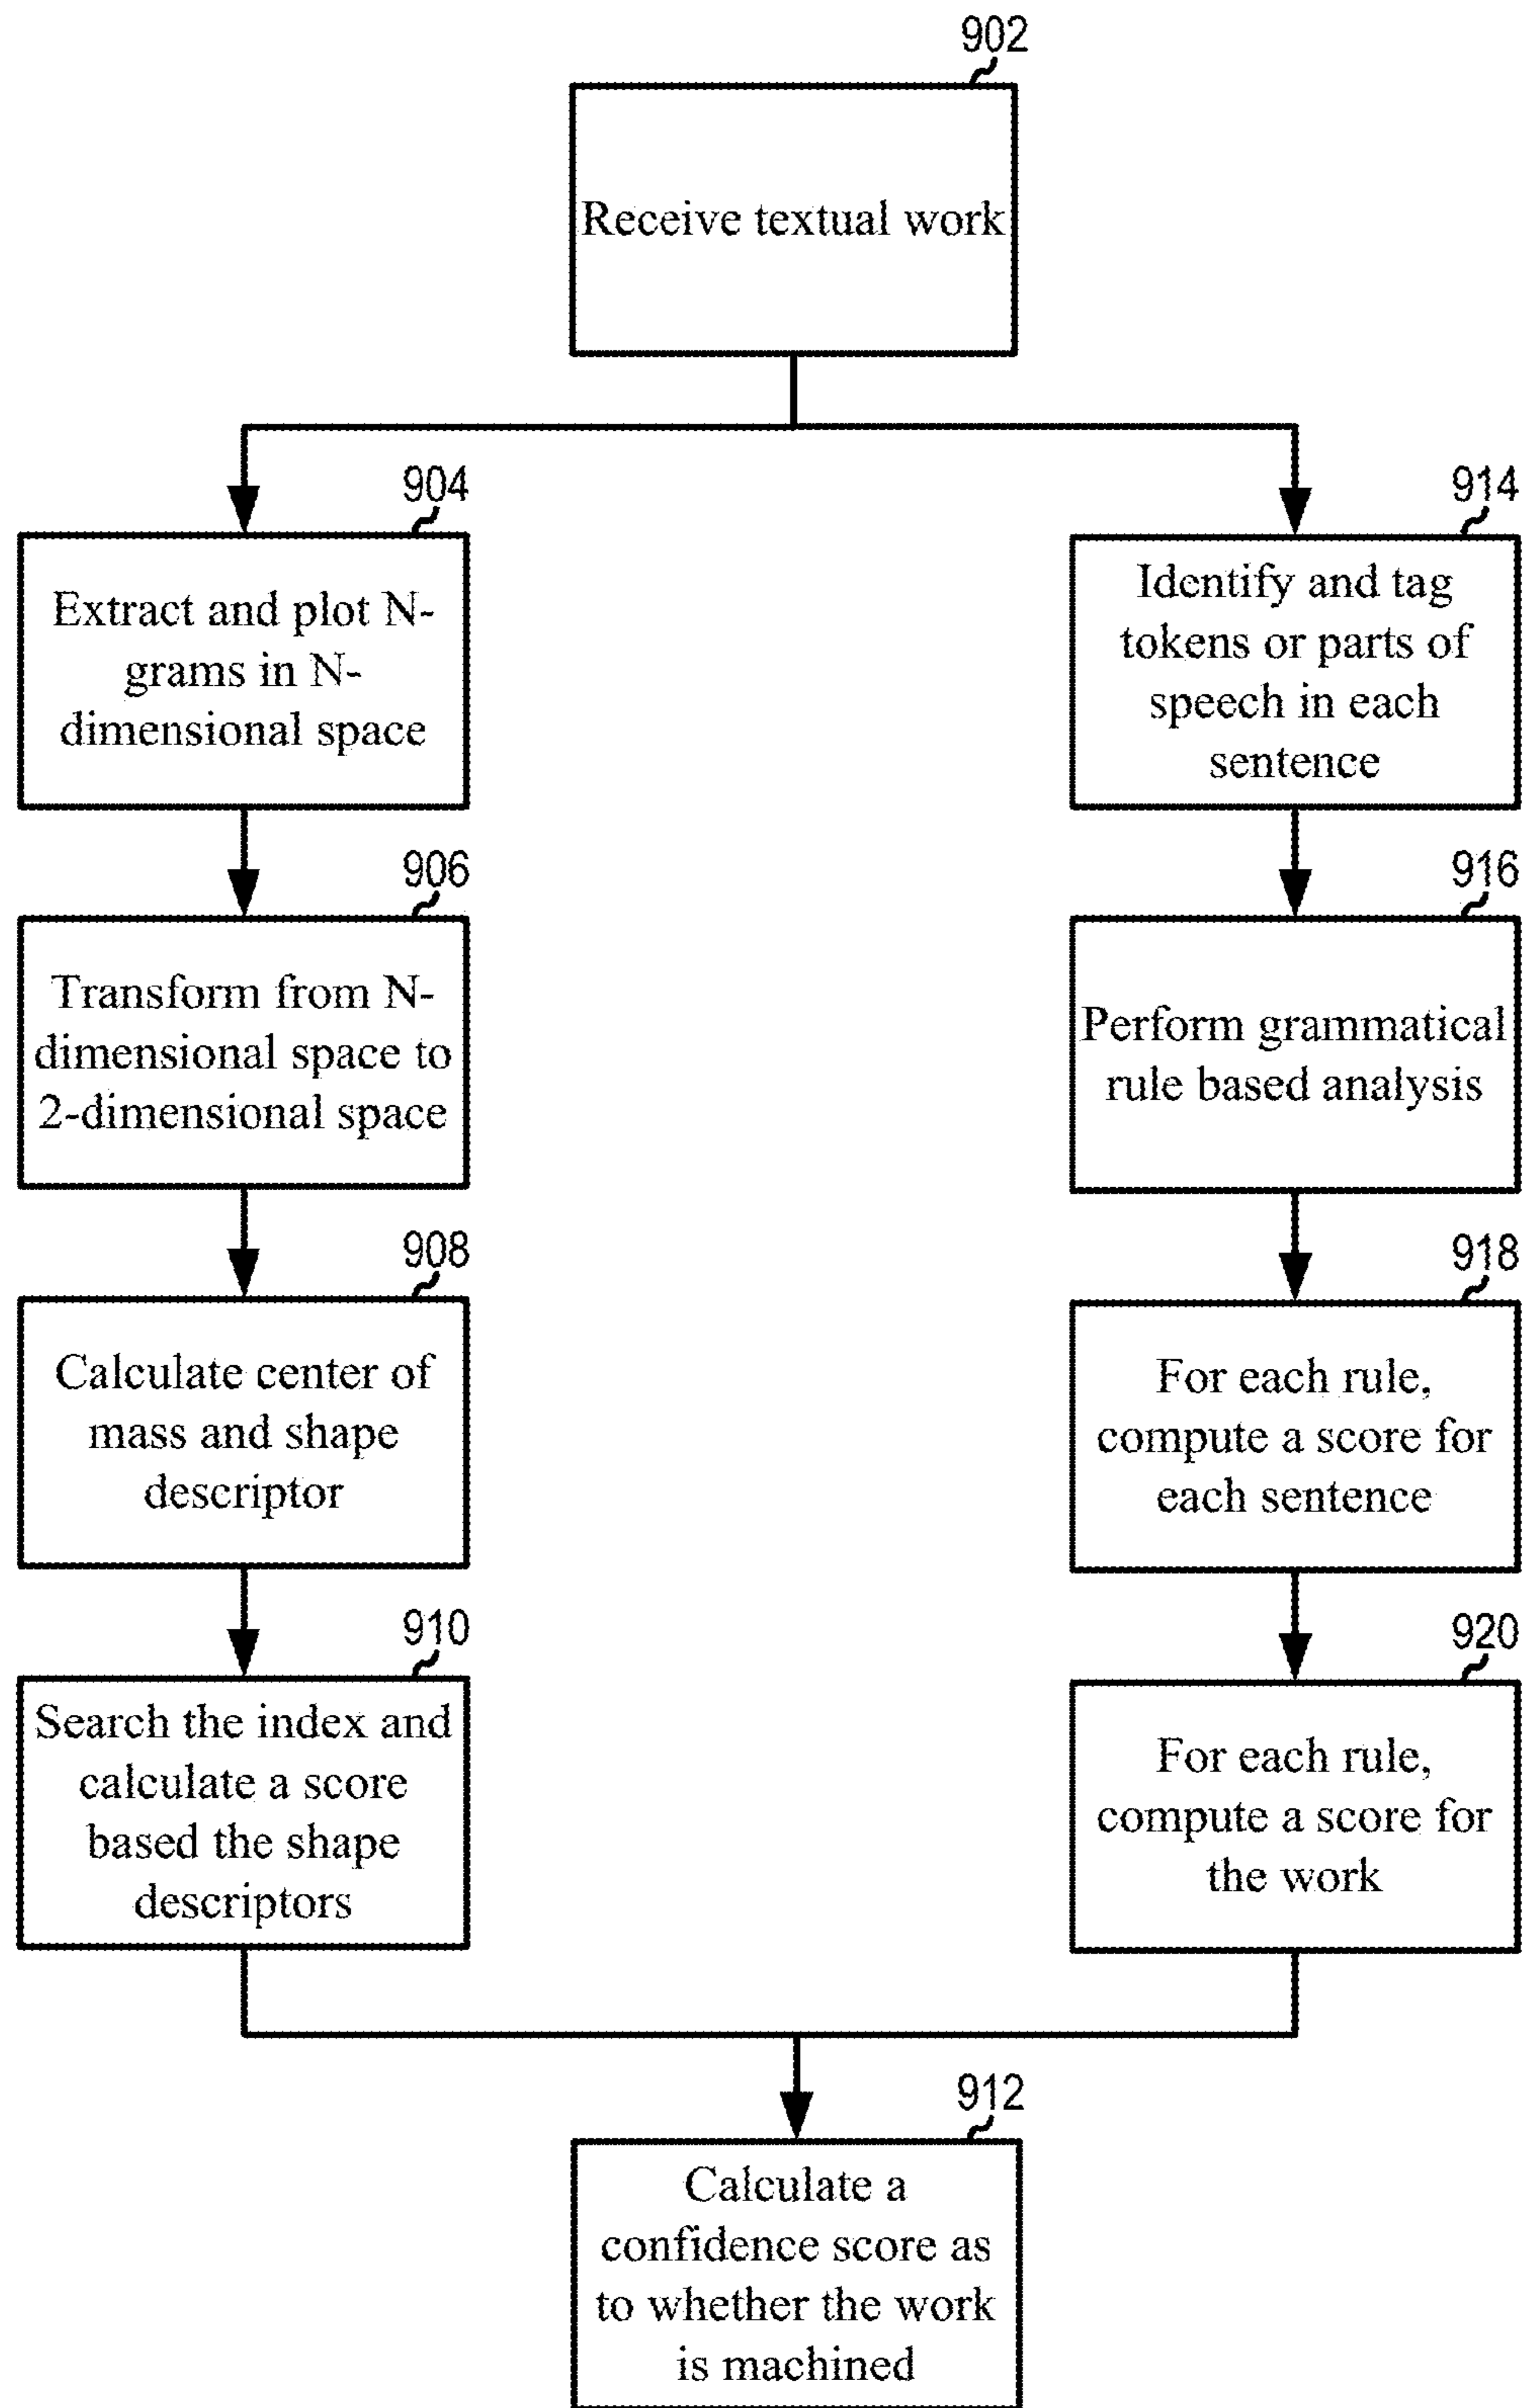 902
Receive textual work
904
Extract and plot N-
grams in N-
dimensional space
906
Transform from N-
dimensional space to
2-dimensional space
908
Calculate center of
mass and shape
descriptor
910
Search the index and
calculate a score
based the shape
descriptors
914
Identify and tag
tokens or parts of
speech in each
sentence
916
Perform grammatical
rule based analysis
918
For each rule,
compute a score for
each sentence
920
For each rule,
compute a score for
the work
912
Calculate a
confidence score as
to whether the work
is machined